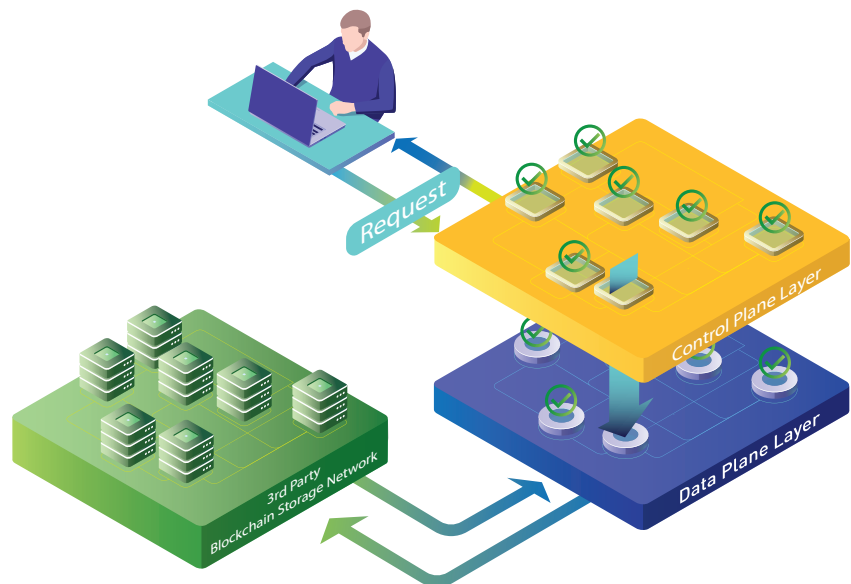 Request
Control Plane Layer
Data Plane Layer
3rd Party
Blockchain Storage Network